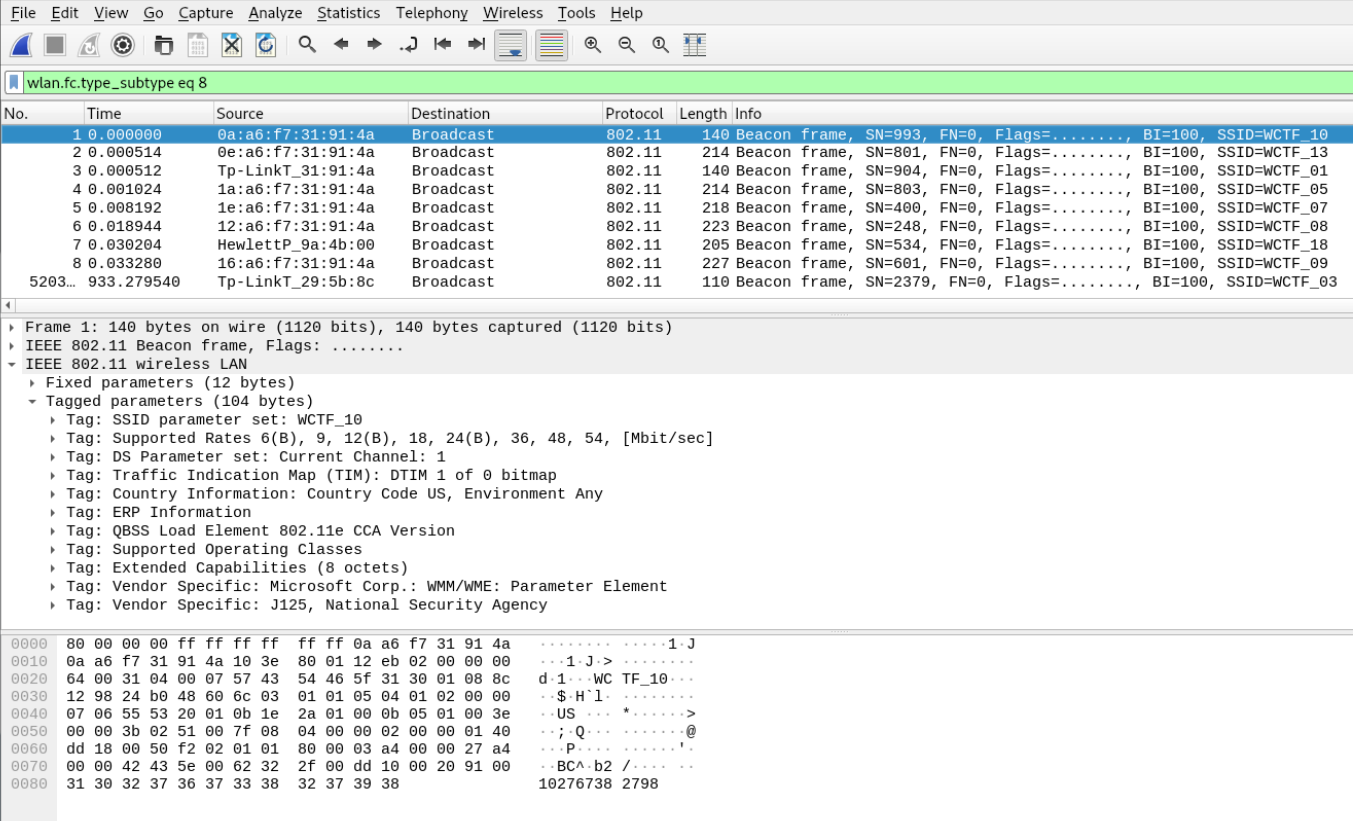 File Edit View Go Capture Analyze Statistics Telephony Wireless Tools Help
wlan.fc.type_subtype eq 8
No. Time Source Destination Protocol Length Info
1 0.000000 0a:a6:f7:31:91:4a Broadcast 802.11 140 Beacon frame, SN=993, FN=0, Flags=........, BI=100, SSID=WCTF_10
2 0.000514 0e:a6:f7:31:91:4a Broadcast 802.11 214 Beacon frame, SN=801, FN=0, Flags=........, BI=100, SSID=WCTF_13
3 0.000512 Tp-LinkT_31:91:4a Broadcast 802.11 140 Beacon frame, SN=904, FN=0, Flags=........, BI=100, SSID=WCTF_01
4 0.001024 1a:a6:f7:31:91:4a Broadcast 802.11 214 Beacon frame, SN=803, FN=0, Flags=........, BI=100, SSID=WCTF_05
5 0.008192 1e:a6:f7:31:91:4a Broadcast 802.11 218 Beacon frame, SN=400, FN=0, Flags=........, BI=100, SSID=WCTF_07
6 0.018944 12:a6:f7:31:91:4a Broadcast 802.11 223 Beacon frame, SN=248, FN=0, Flags=........, BI=100, SSID=WCTF_08
7 0.030204 HewlettP_9a:4b:00 Broadcast 802.11 205 Beacon frame, SN=534, FN=0, Flags=........, BI=100, SSID=WCTF_18
8 0.033280 16:a6:f7:31:91:4a Broadcast 802.11 227 Beacon frame, SN=601, FN=0, Flags=........, BI=100, SSID=WCTF_09
5203… 933.279540 Tp-LinkT_29:5b:8c Broadcast 802.11 110 Beacon frame, SN=2379, FN=0, Flags=........, BI=100, SSID=WCTF_03
Frame 1: 140 bytes on wire (1120 bits), 140 bytes captured (1120 bits)
IEEE 802.11 Beacon frame, Flags: ........
IEEE 802.11 wireless LAN
Fixed parameters (12 bytes)
Tagged parameters (104 bytes)
Tag: SSID parameter set: WCTF_10
Tag: Supported Rates 6(B), 9, 12(B), 18, 24(B), 36, 48, 54, [Mbit/sec]
Tag: DS Parameter set: Current Channel: 1
Tag: Traffic Indication Map (TIM): DTIM 1 of 0 bitmap
Tag: Country Information: Country Code US, Environment Any
Tag: ERP Information
Tag: QBSS Load Element 802.11e CCA Version
Tag: Supported Operating Classes
Tag: Extended Capabilities (8 octets)
Tag: Vendor Specific: Microsoft Corp.: WMM/WME: Parameter Element
Tag: Vendor Specific: J125, National Security Agency
0000 80 00 00 00 ff ff ff ff ff ff 0a a6 f7 31 91 4a ········ ·····1·J
0010 0a a6 f7 31 91 4a 10 3e 80 01 12 eb 02 00 00 00 ···1·J·> ········
0020 64 00 31 04 00 07 57 43 54 46 5f 31 30 01 08 8c d·1···WC TF_10···
0030 12 98 24 b0 48 60 6c 03 01 01 05 04 01 02 00 00 ··$·H`l· ········
0040 07 06 55 53 20 01 0b 1e 2a 01 00 0b 05 01 00 3e ··US ··· *······>
0050 00 00 3b 02 51 00 7f 08 04 00 00 02 00 00 01 40 ··;·Q··· ·······@
0060 dd 18 00 50 f2 02 01 01 80 00 03 a4 00 00 27 a4 ···P···· ······'·
0070 00 00 42 43 5e 00 62 32 2f 00 dd 10 00 20 91 00 ··BC^·b2 /···· ··
0080 31 30 32 37 36 37 33 38 32 37 39 38 10276738 2798